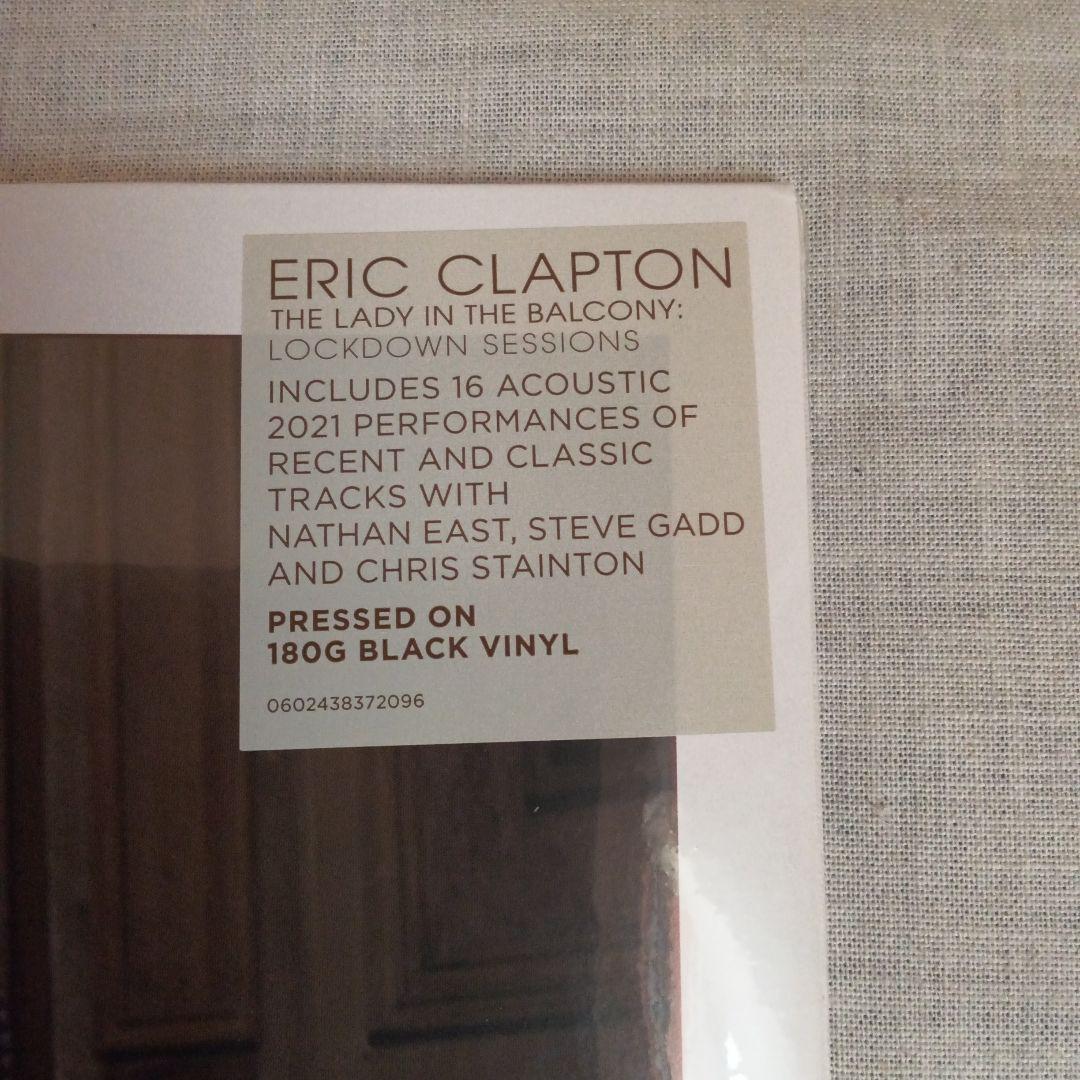 ERIC CLAPTON
THE LADY IN THE BALCONY:
LOCKDOWN SESSIONS
INCLUDES 16 ACOUSTIC
2021 PERFORMANCES OF
RECENT AND CLASSIC
TRACKS WITH
NATHAN EAST, STEVE GADD
AND CHRIS STAINTON
PRESSED ON
180G BLACK VINYL
0602438372096